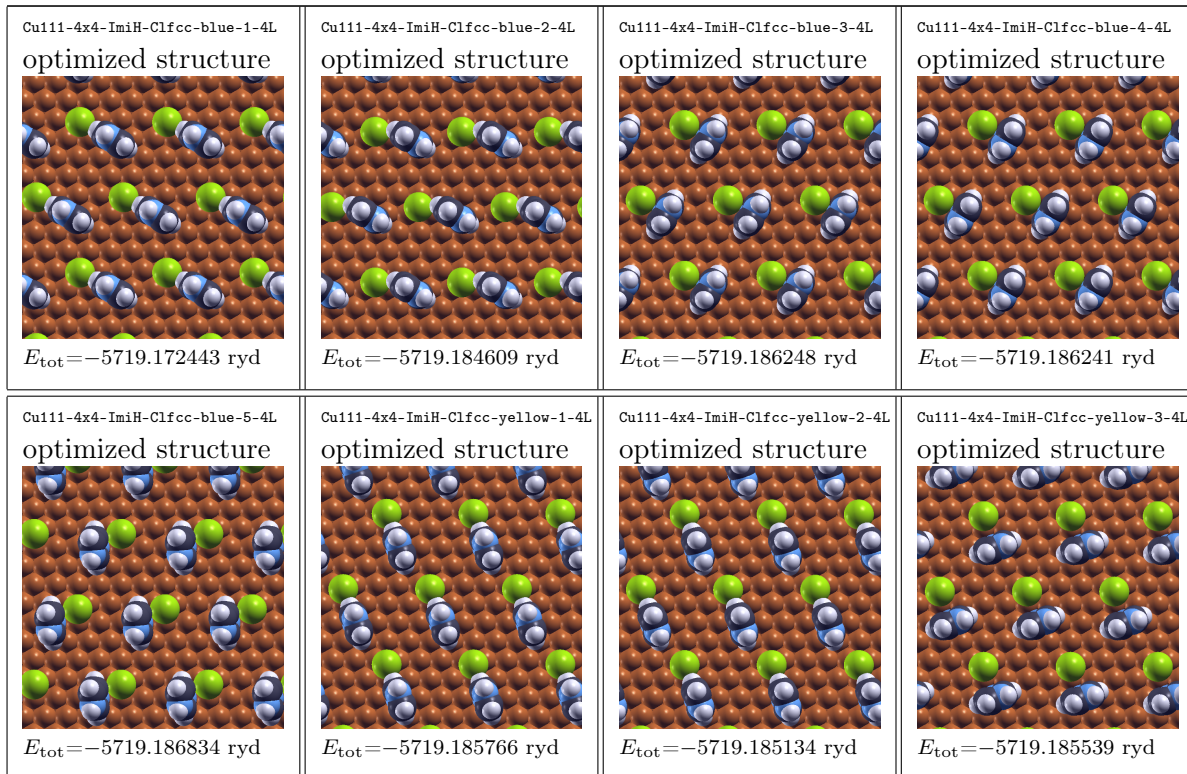 Cu111-4x4-ImiH-Clfcc-blue-1-4L
optimized structure
E_tot=−5719.172443 ryd
Cu111-4x4-ImiH-Clfcc-blue-2-4L
optimized structure
E_tot=−5719.184609 ryd
Cu111-4x4-ImiH-Clfcc-blue-3-4L
optimized structure
E_tot=−5719.186248 ryd
Cu111-4x4-ImiH-Clfcc-blue-4-4L
optimized structure
E_tot=−5719.186241 ryd
Cu111-4x4-ImiH-Clfcc-blue-5-4L
optimized structure
E_tot=−5719.186834 ryd
Cu111-4x4-ImiH-Clfcc-yellow-1-4L
optimized structure
E_tot=−5719.185766 ryd
Cu111-4x4-ImiH-Clfcc-yellow-2-4L
optimized structure
E_tot=−5719.185134 ryd
Cu111-4x4-ImiH-Clfcc-yellow-3-4L
optimized structure
E_tot=−5719.185539 ryd